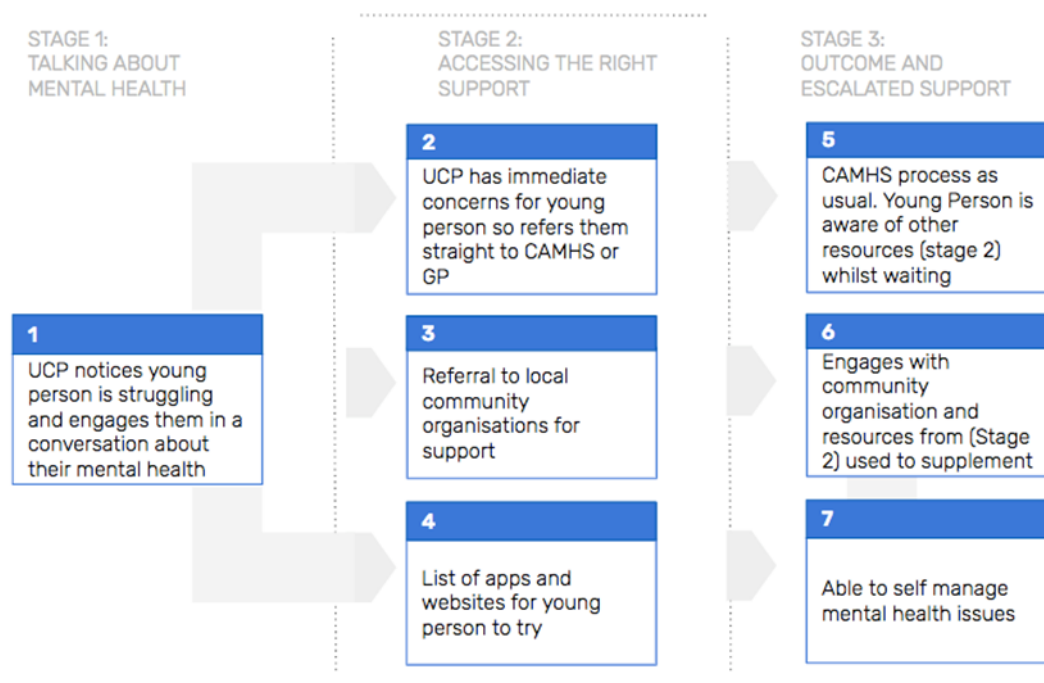 STAGE 1:
TALKING ABOUT
MENTAL HEALTH
STAGE 2:
ACCESSING THE RIGHT
SUPPORT
STAGE 3:
OUTCOME AND
ESCALATED SUPPORT
1
UCP notices young
person is struggling
and engages them in a
conversation about
their mental health
2
UCP has immediate
concerns for young
person so refers them
straight to CAMHS or
GP
3
Referral to local
community
organisations for
support
4
List of apps and
websites for young
person to try
5
CAMHS process as
usual. Young Person is
aware of other
resources (stage 2)
whilst waiting
6
Engages with
community
organisation and
resources from (Stage
2) used to supplement
7
Able to self manage
mental health issues